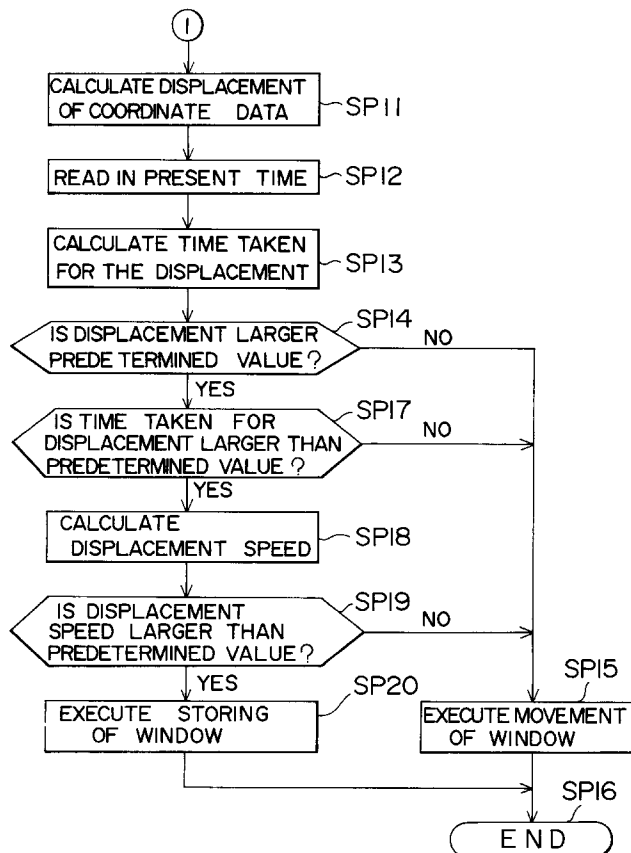 1
CALCULATE DISPLACEMENT
OF COORDINATE DATA
SP11
READ IN PRESENT TIME
SP12
CALCULATE TIME TAKEN
FOR THE DISPLACEMENT
SP13
IS DISPLACEMENT LARGER
PREDETERMINED VALUE?
SP14
NO
YES
IS TIME TAKEN FOR
DISPLACEMENT LARGER THAN
PREDETERMINED VALUE?
SP17
NO
YES
CALCULATE
DISPLACEMENT SPEED
SP18
IS DISPLACEMENT
SPEED LARGER THAN
PREDETERMINED VALUE?
SP19
NO
YES
EXECUTE STORING
OF WINDOW
SP20
EXECUTE MOVEMENT
OF WINDOW
SP15
END
SP16